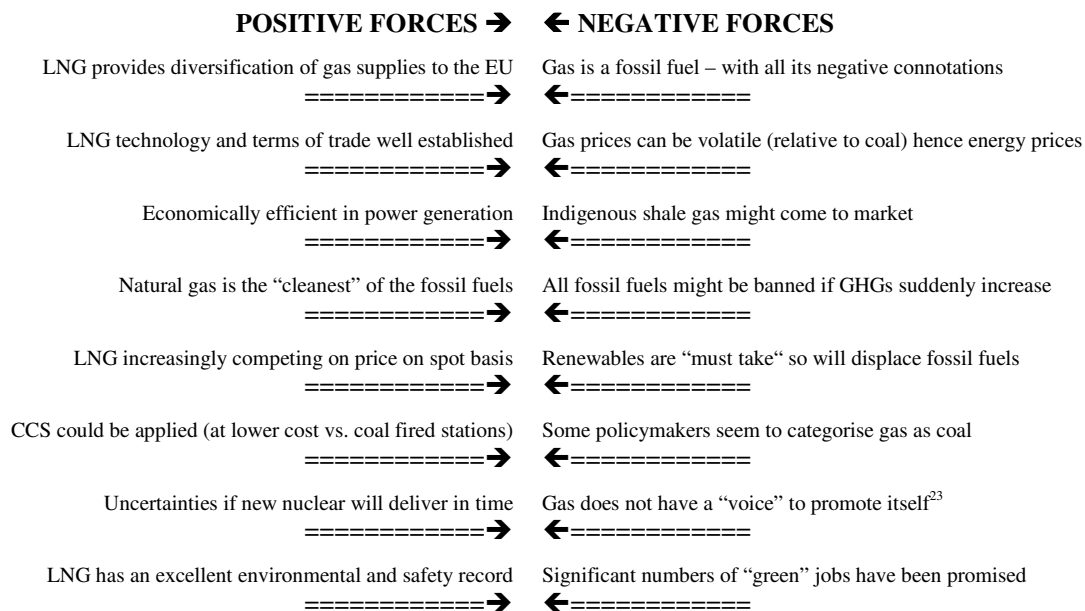 POSITIVE FORCES → ← NEGATIVE FORCES
LNG provides diversification of gas supplies to the EU Gas is a fossil fuel – with all its negative connotations
============→ ←============
LNG technology and terms of trade well established Gas prices can be volatile (relative to coal) hence energy prices
============→ ←============
Economically efficient in power generation Indigenous shale gas might come to market
============→ ←============
Natural gas is the “cleanest” of the fossil fuels All fossil fuels might be banned if GHGs suddenly increase
============→ ←============
LNG increasingly competing on price on spot basis Renewables are “must take“ so will displace fossil fuels
============→ ←============
CCS could be applied (at lower cost vs. coal fired stations) Some policymakers seem to categorise gas as coal
============→ ←============
Uncertainties if new nuclear will deliver in time Gas does not have a “voice” to promote itself23
============→ ←============
LNG has an excellent environmental and safety record Significant numbers of “green” jobs have been promised
============→ ←============